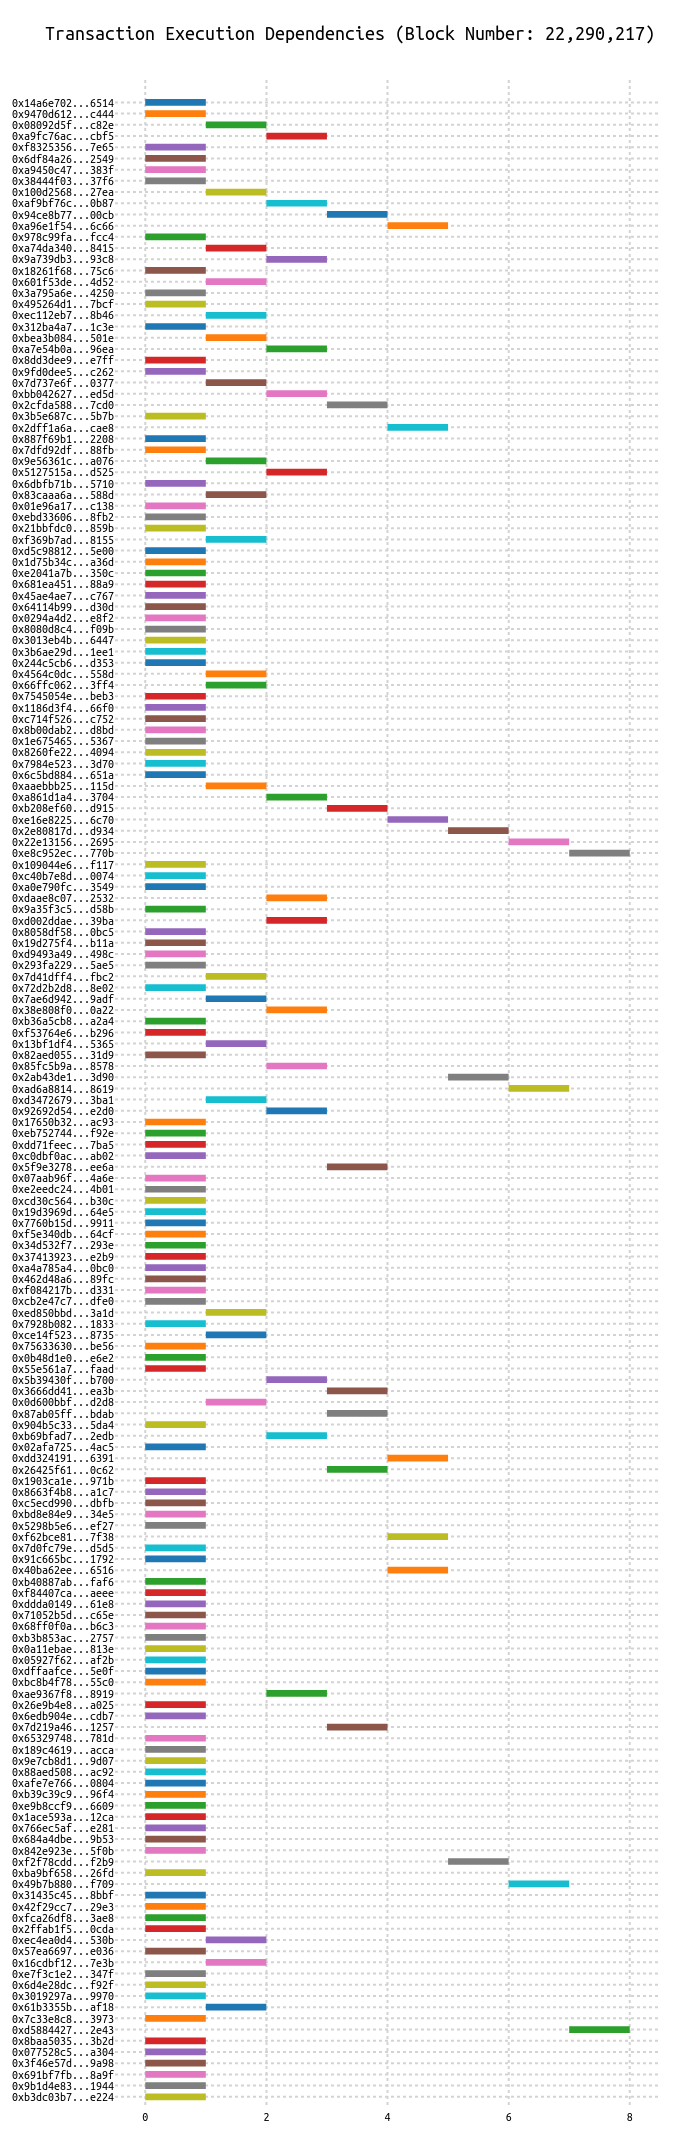 Transaction Execution Dependencies (Block Number: 22,290,217)
0x14a6e702...6514
0x9470d612...c444
0x08092d5f...c82e
0xa9fc76ac...cbf5
0xf8325356...7e65
0x6df84a26...2549
0xa9450c47...383f
0x38444f03...37f6
0x100d2568...27ea
0xaf9bf76c...0b87
0x94ce8b77...00cb
0xa96e1f54...6c66
0x978c99fa...fcc4
0xa74da340...8415
0x9a739db3...93c8
0x18261f68...75c6
0x601f53de...4d52
0x3a795a6e...4250
0x495264d1...7bcf
0xec112eb7...8b46
0x312ba4a7...1c3e
0xbea3b084...501e
0xa7e54b0a...96ea
0x8dd3dee9...e7ff
0x9fd0dee5...c262
0x7d737e6f...0377
0xbb042627...ed5d
0x2cfda588...7cd0
0x3b5e687c...5b7b
0x2dff1a6a...cae8
0x887f69b1...2208
0x7dfd92df...88fb
0x9e56361c...a076
0x5127515a...d525
0x6dbfb71b...5710
0x83caaa6a...588d
0x01e96a17...c138
0xebd33606...8fb2
0x21bbfdc0...859b
0xf369b7ad...8155
0xd5c98812...5e00
0x1d75b34c...a36d
0xe2041a7b...350c
0x681ea451...88a9
0x45ae4ae7...c767
0x64114b99...d30d
0x0294a4d2...e8f2
0x8080d8c4...f09b
0x3013eb4b...6447
0x3b6ae29d...1ee1
0x244c5cb6...d353
0x4564c0dc...558d
0x66ffc062...3ff4
0x7545054e...beb3
0x1186d3f4...66f0
0xc714f526...c752
0x8b00dab2...d8bd
0x1e675465...5367
0x8260fe22...4094
0x7984e523...3d70
0x6c5bd884...651a
0xaaebbb25...115d
0xa861d1a4...3704
0xb208ef60...d915
0xe16e8225...6c70
0x2e80817d...d934
0x22e13156...2695
0xe8c952ec...770b
0x109044e6...f117
0xc40b7e8d...0074
0xa0e790fc...3549
0xdaae8c07...2532
0x9a35f3c5...d58b
0xd002ddae...39ba
0x8058df58...0bc5
0x19d275f4...b11a
0xd9493a49...498c
0x293fa229...5ae5
0x7d41dff4...fbc2
0x72d2b2d8...8e02
0x7ae6d942...9adf
0x38e808f0...0a22
0xb36a5cb8...a2a4
0xf53764e6...b296
0x13bf1df4...5365
0x82aed055...31d9
0x85fc5b9a...8578
0x2ab43de1...3d90
0xad6a8814...8619
0xd3472679...3ba1
0x92692d54...e2d0
0x17650b32...ac93
0xeb752744...f92e
0xdd71feec...7ba5
0xc0dbf0ac...ab02
0x5f9e3278...ee6a
0x07aab96f...4a6e
0xe2eedc24...4b01
0xcd30c564...b30c
0x19d3969d...64e5
0x7760b15d...9911
0xf5e340db...64cf
0x34d532f7...293e
0x37413923...e2b9
0xa4a785a4...0bc0
0x462d48a6...89fc
0xf084217b...d331
0xcb2e47c7...dfe0
0xed850bbd...3a1d
0x7928b082...1833
0xce14f523...8735
0x75633630...be56
0x0b48d1e0...e6e2
0x55e561a7...faad
0x5b39430f...b700
0x3666dd41...ea3b
0x0d600bbf...d2d8
0x87ab05ff...bdab
0x904b5c33...5da4
0xb69bfad7...2edb
0x02afa725...4ac5
0xdd324191...6391
0x26425f61...0c62
0x1903ca1e...971b
0x8663f4b8...a1c7
0xc5ecd990...dbfb
0xbd8e84e9...34e5
0x5298b5e6...ef27
0xf62bce81...7f38
0x7d0fc79e...d5d5
0x91c665bc...1792
0x40ba62ee...6516
0xb40887ab...faf6
0xf84407ca...aeee
0xddda0149...61e8
0x71052b5d...c65e
0x68ff0f0a...b6c3
0xb3b853ac...2757
0x0a11ebae...813e
0x05927f62...af2b
0xdffaafce...5e0f
0xbc8b4f78...55c0
0xae9367f8...8919
0x26e9b4e8...a025
0x6edb904e...cdb7
0x7d219a46...1257
0x65329748...781d
0x189c4619...acca
0x9e7cb8d1...9d07
0x88aed508...ac92
0xafe7e766...0804
0xb39c39c9...96f4
0xe9b8ccf9...6609
0x1ace593a...12ca
0x766ec5af...e281
0x684a4dbe...9b53
0x842e923e...5f0b
0xf2f78cdd...f2b9
0xba9bf658...26fd
0x49b7b880...f709
0x31435c45...8bbf
0x42f29cc7...29e3
0xfca26df8...3ae8
0x2ffab1f5...0cda
0xec4ea0d4...530b
0x57ea6697...e036
0x16cdbf12...7e3b
0xe7f3c1e2...347f
0x6d4e28dc...f92f
0x3019297a...9970
0x61b3355b...af18
0x7c33e8c8...3973
0xd5884427...2e43
0x8baa5035...3b2d
0x077528c5...a304
0x3f46e57d...9a98
0x691bf7fb...8a9f
0x9b1d4e83...1944
0xb3dc03b7...e224
0 2 4 6 8